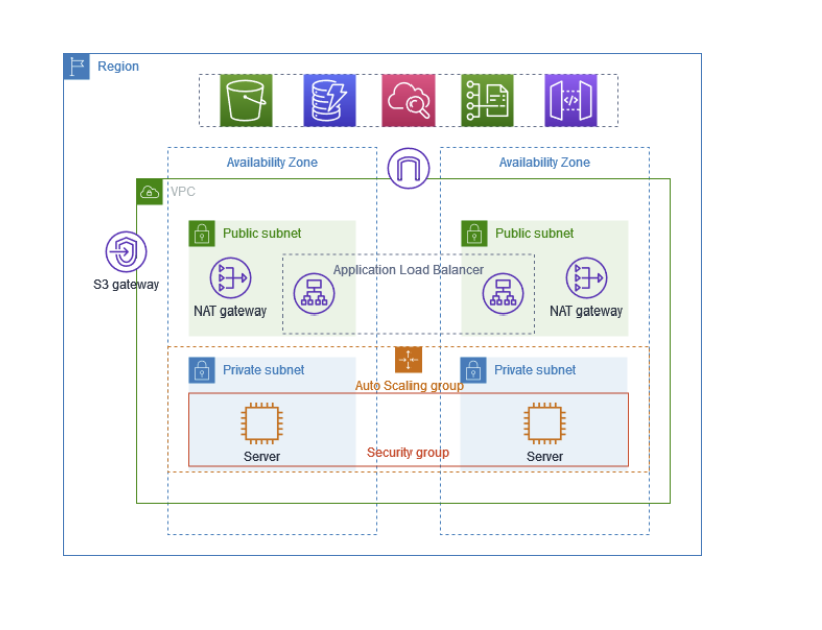 Region
Availability Zone
Availability Zone
VPC
Public subnet
Public subnet
Application Load Balancer
S3 gateway
NAT gateway
NAT gateway
Private subnet
Private subnet
Auto Scaling group
Security group
Server
Server